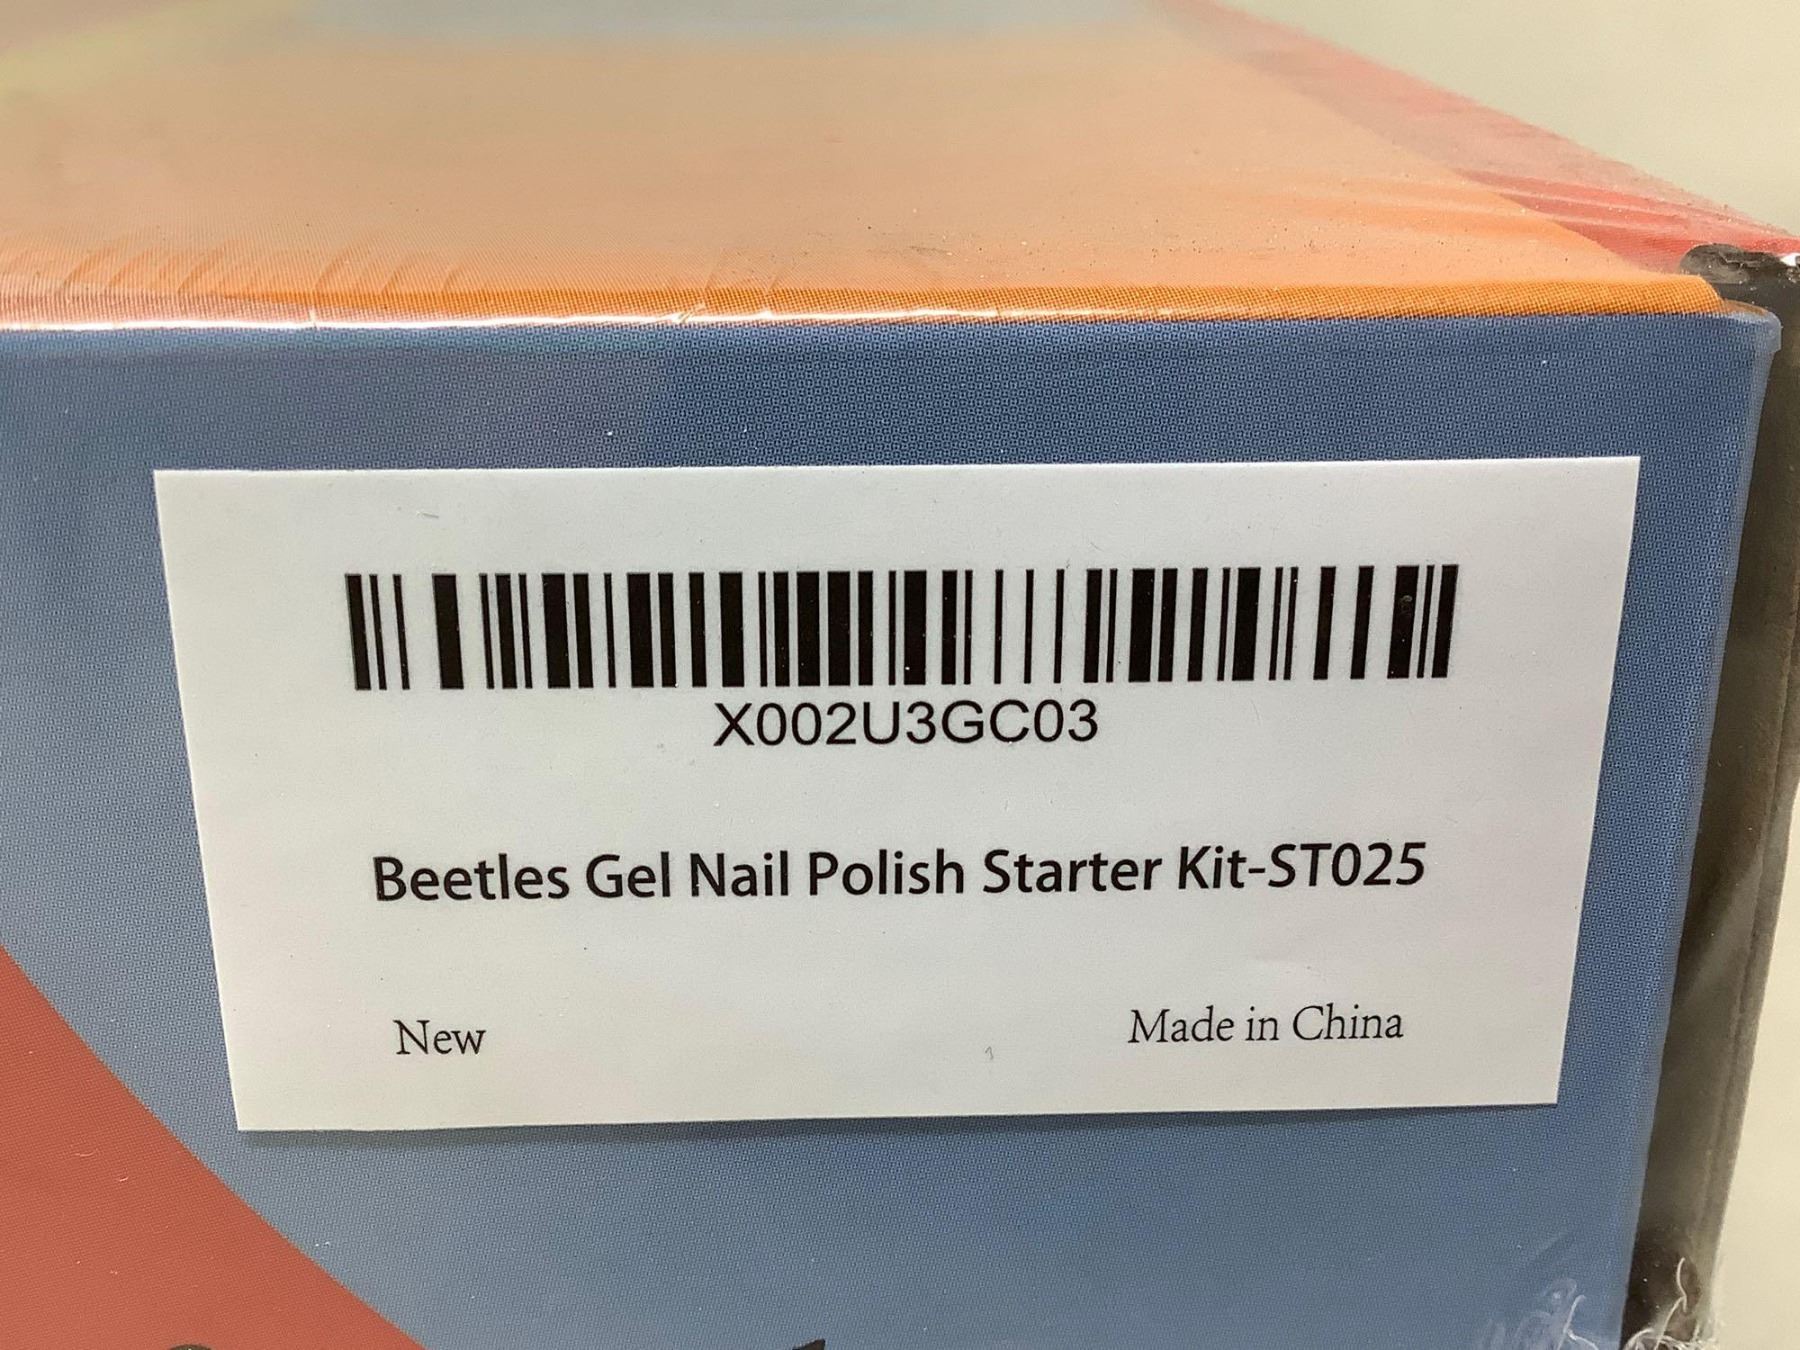 X002U3GC03
Beetles Gel Nail Polish Starter Kit-ST025
New
Made in China